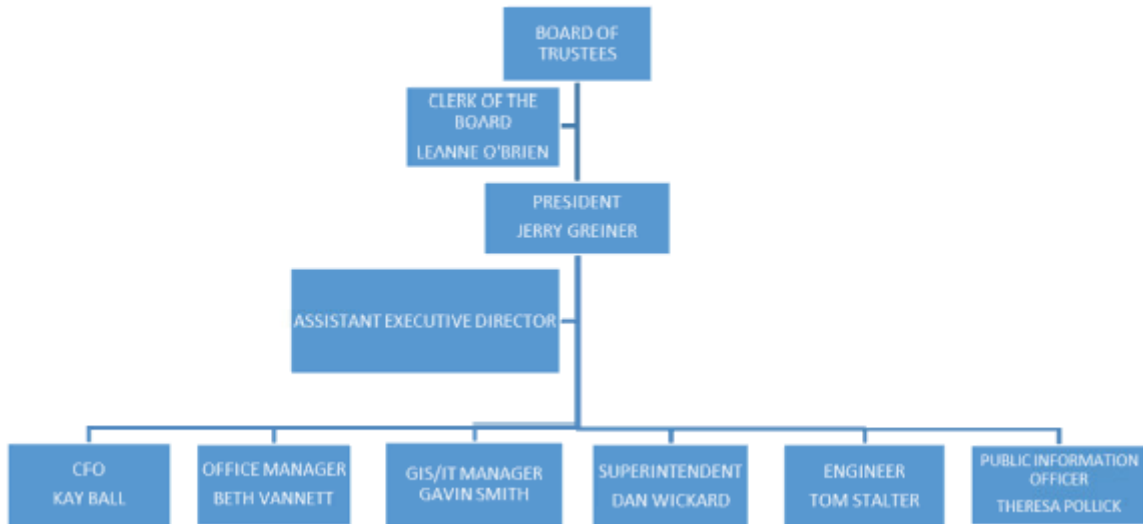 BOARD OF
TRUSTEES
CLERK OF THE
BOARD
LEANNE O'BRIEN
PRESIDENT
JERRY GREINER
ASSISTANT EXECUTIVE DIRECTOR
CFO
KAY BALL
OFFICE MANAGER
BETH VANNETT
GIS/IT MANAGER
GAVIN SMITH
SUPERINTENDENT
DAN WICKARD
ENGINEER
TOM STALTER
PUBLIC INFORMATION
OFFICER
THERESA POLLICK